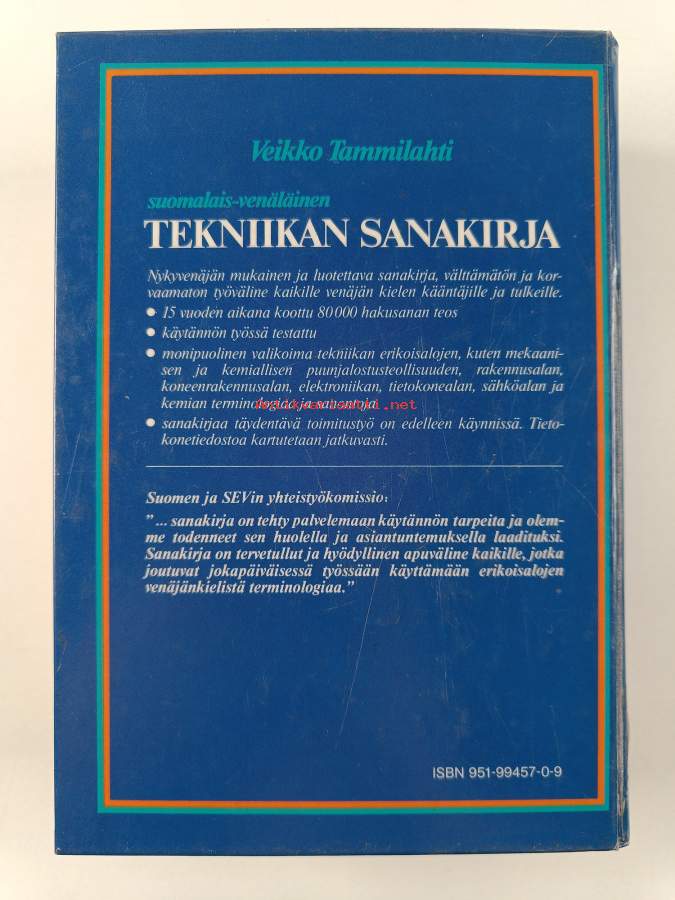 Veikko Tammilahti
suomalais-venäläinen
TEKNIIKAN SANAKIRJA
Nykyvenäjän mukainen ja luotettava sanakirja, välttämätön ja kor-
vaamaton työväline kaikille venäjän kielen kääntäjille ja tulkeille.
• 15 vuoden aikana koottu 80 000 hakusanan teos
• käytännön työssä testattu
• monipuolinen valikoima tekniikan erikoisalojen, kuten mekaani-
sen ja kemiallisen puunjalostusteollisuuden, rakennusalan,
koneenrakennusalan, elektroniikan, tietokonealan, sähköalan ja
kemian terminologiaa ja sanontoja
• sanakirjaa täydentävä toimitustyö on edelleen käynnissä. Tieto-
konetiedostoa kartutetaan jatkuvasti.
Suomen ja SEVin yhteistyökomissio:
"... sanakirja on tehty palvelemaan käytännön tarpeita ja olem-
me todenneet sen huolella ja asiantuntemuksella laadituksi.
Sanakirja on tervetullut ja hyödyllinen apuväline kaikille, jotka
joutuvat jokapäiväisessä työssään käyttämään erikoisalojen
venäjänkielistä terminologiaa."
ISBN 951-99457-0-9